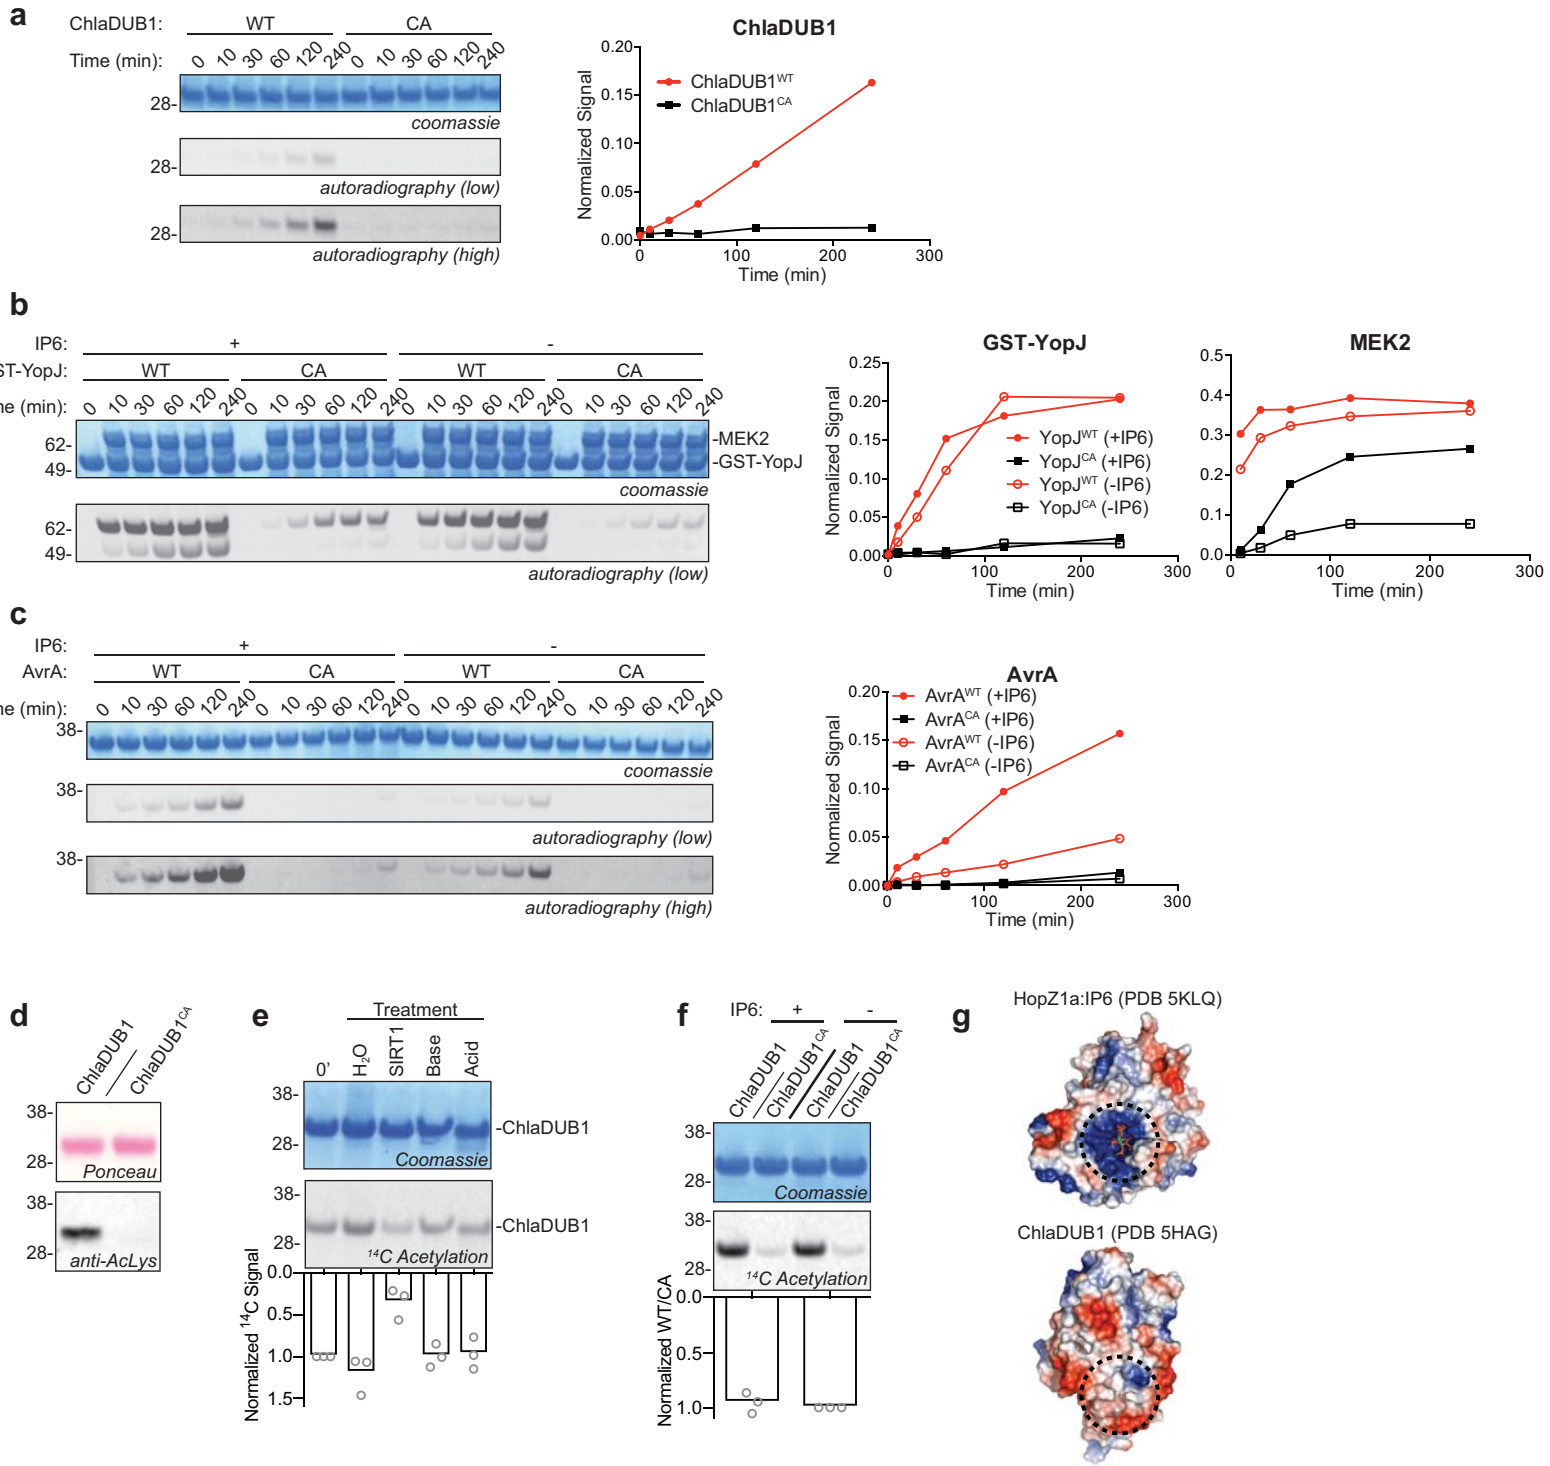 a
ChlaDUB1: WT CA
Time (min): 0 10 30 60 120 240 0 10 30 60 120 240
28-
coomassie
28-
autoradiography (low)
28-
autoradiography (high)
ChlaDUB1
Normalized Signal
0.20
0.15
0.10
0.05
0.00
ChlaDUB1WT
ChlaDUB1CA
0 100 200 300
Time (min)
b
IP6: + -
ST-YopJ: WT CA WT CA
ne (min): 0 10 30 60 120 240 0 10 30 60 120 240 0 10 30 60 120 240 0 10 30 60 120 240
62-
49-
-MEK2
-GST-YopJ
coomassie
62-
49-
autoradiography (low)
GST-YopJ
Normalized Signal
0.25
0.20
0.15
0.10
0.05
0.00
YopJWT (+IP6)
YopJCA (+IP6)
YopJWT (-IP6)
YopJCA (-IP6)
0 100 200 300
Time (min)
MEK2
0.5
0.4
0.3
0.2
0.1
0.0
0 100 200 300
Time (min)
c
IP6: + -
AvrA: WT CA WT CA
ne (min): 0 10 30 60 120 240 0 10 30 60 120 240 0 10 30 60 120 240 0 10 30 60 120 240
38-
coomassie
38-
autoradiography (low)
38-
autoradiography (high)
AvrA
Normalized Signal
0.20
0.15
0.10
0.05
0.00
AvrAWT (+IP6)
AvrACA (+IP6)
AvrAWT (-IP6)
AvrACA (-IP6)
0 100 200 300
Time (min)
d
ChlaDUB1
ChlaDUB1CA
38-
28-
Ponceau
38-
28-
anti-AcLys
e
Treatment
0' H2O SIRT1 Base Acid
38-
28-
-ChlaDUB1
Coomassie
38-
28-
-ChlaDUB1
14C Acetylation
Normalized 14C Signal
0.0
0.5
1.0
1.5
f
IP6: + -
ChlaDUB1 ChlaDUB1CA ChlaDUB1 ChlaDUB1CA
38-
28-
Coomassie
38-
28-
14C Acetylation
Normalized WT/CA
0.0
0.5
1.0
g
HopZ1a:IP6 (PDB 5KLQ)
ChlaDUB1 (PDB 5HAG)